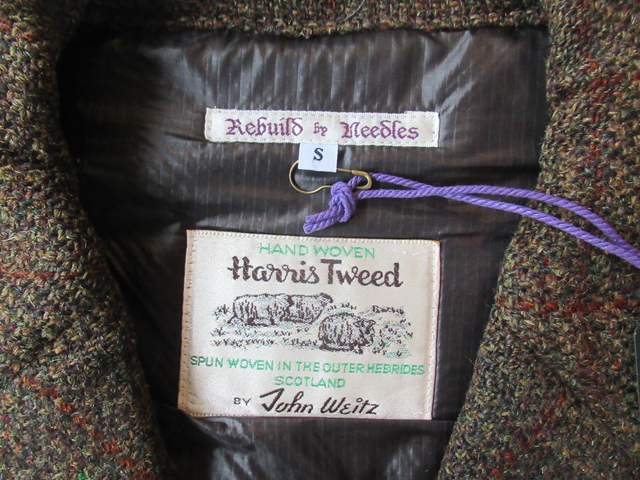 Rebuild by Needles
S
HAND WOVEN
Harris Tweed
SPUN WOVEN IN THE OUTER HEBRIDES
SCOTLAND
BY John Weitz